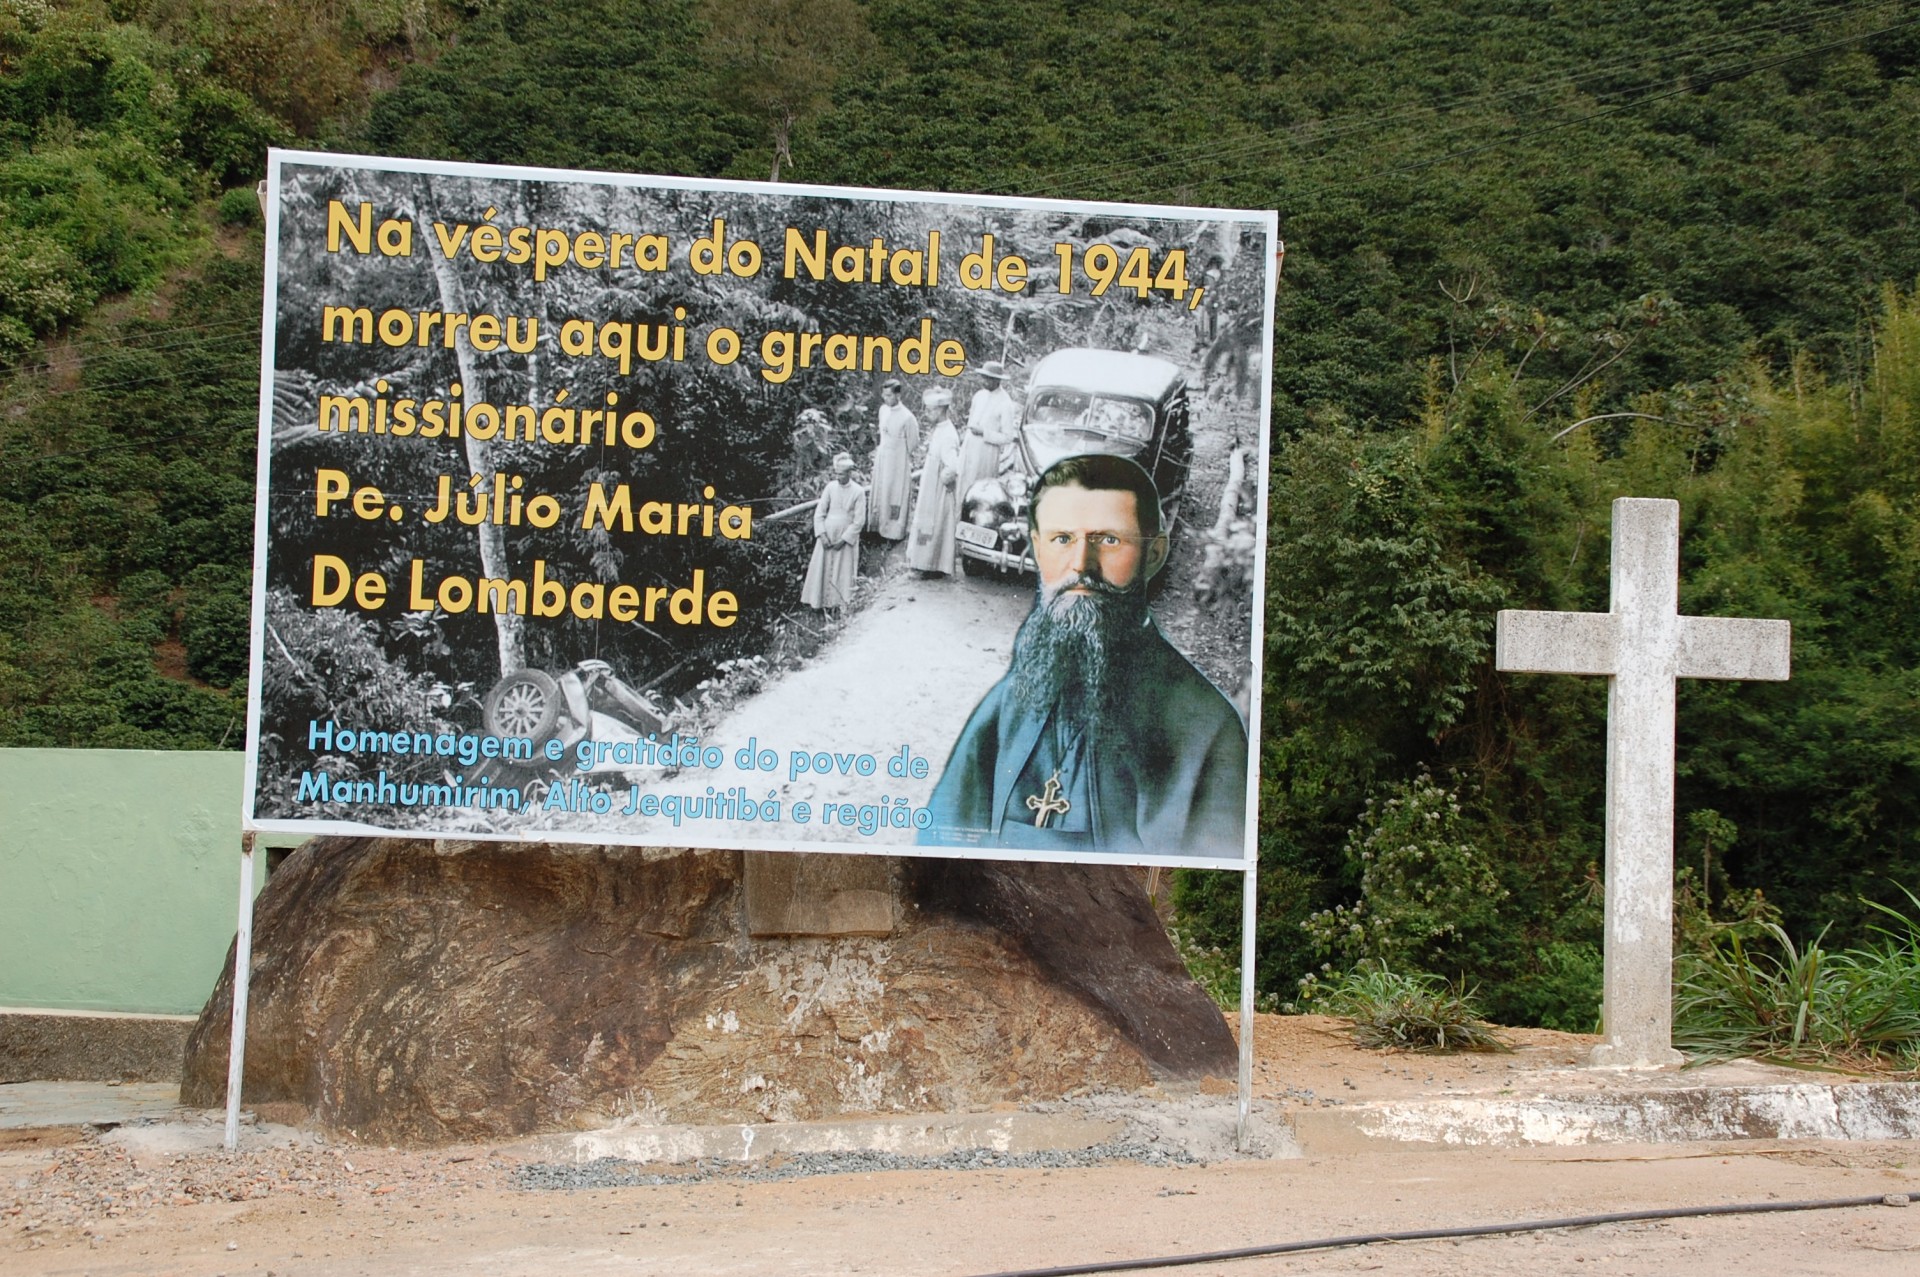 Na véspera do Natal de 1944,
morreu aqui o grande
missionário
Pe. Júlio Maria
De Lombaerde
Homenagem e gratidão do povo de
Manhumirim, Alto Jequitibá e região